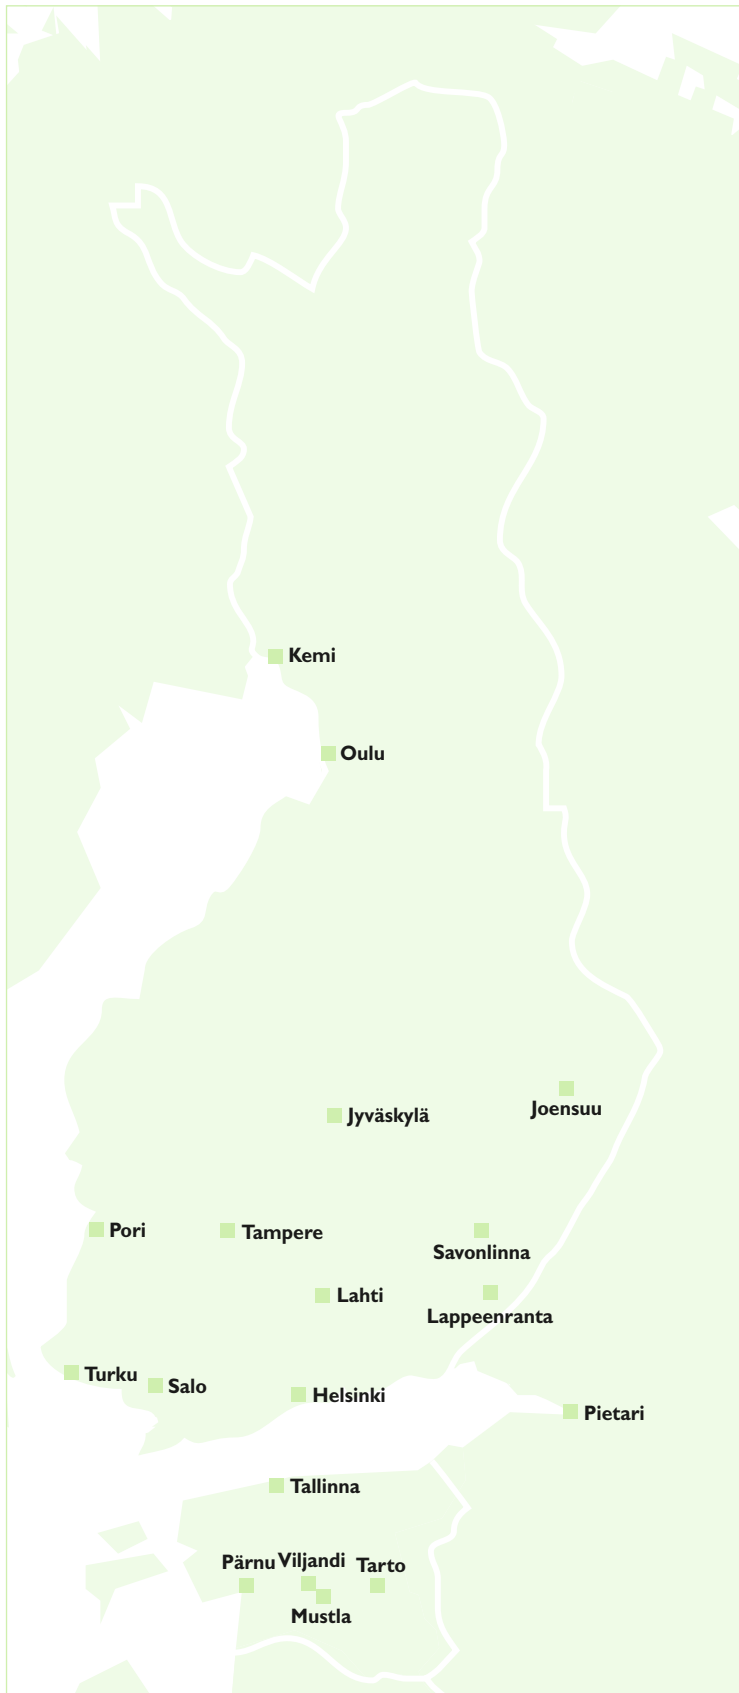 Kemi
Oulu
Joensuu
Jyväskylä
Pori
Tampere
Savonlinna
Lahti
Lappeenranta
Turku
Salo
Helsinki
Pietari
Tallinna
Pärnu
Viljandi
Tarto
Mustla